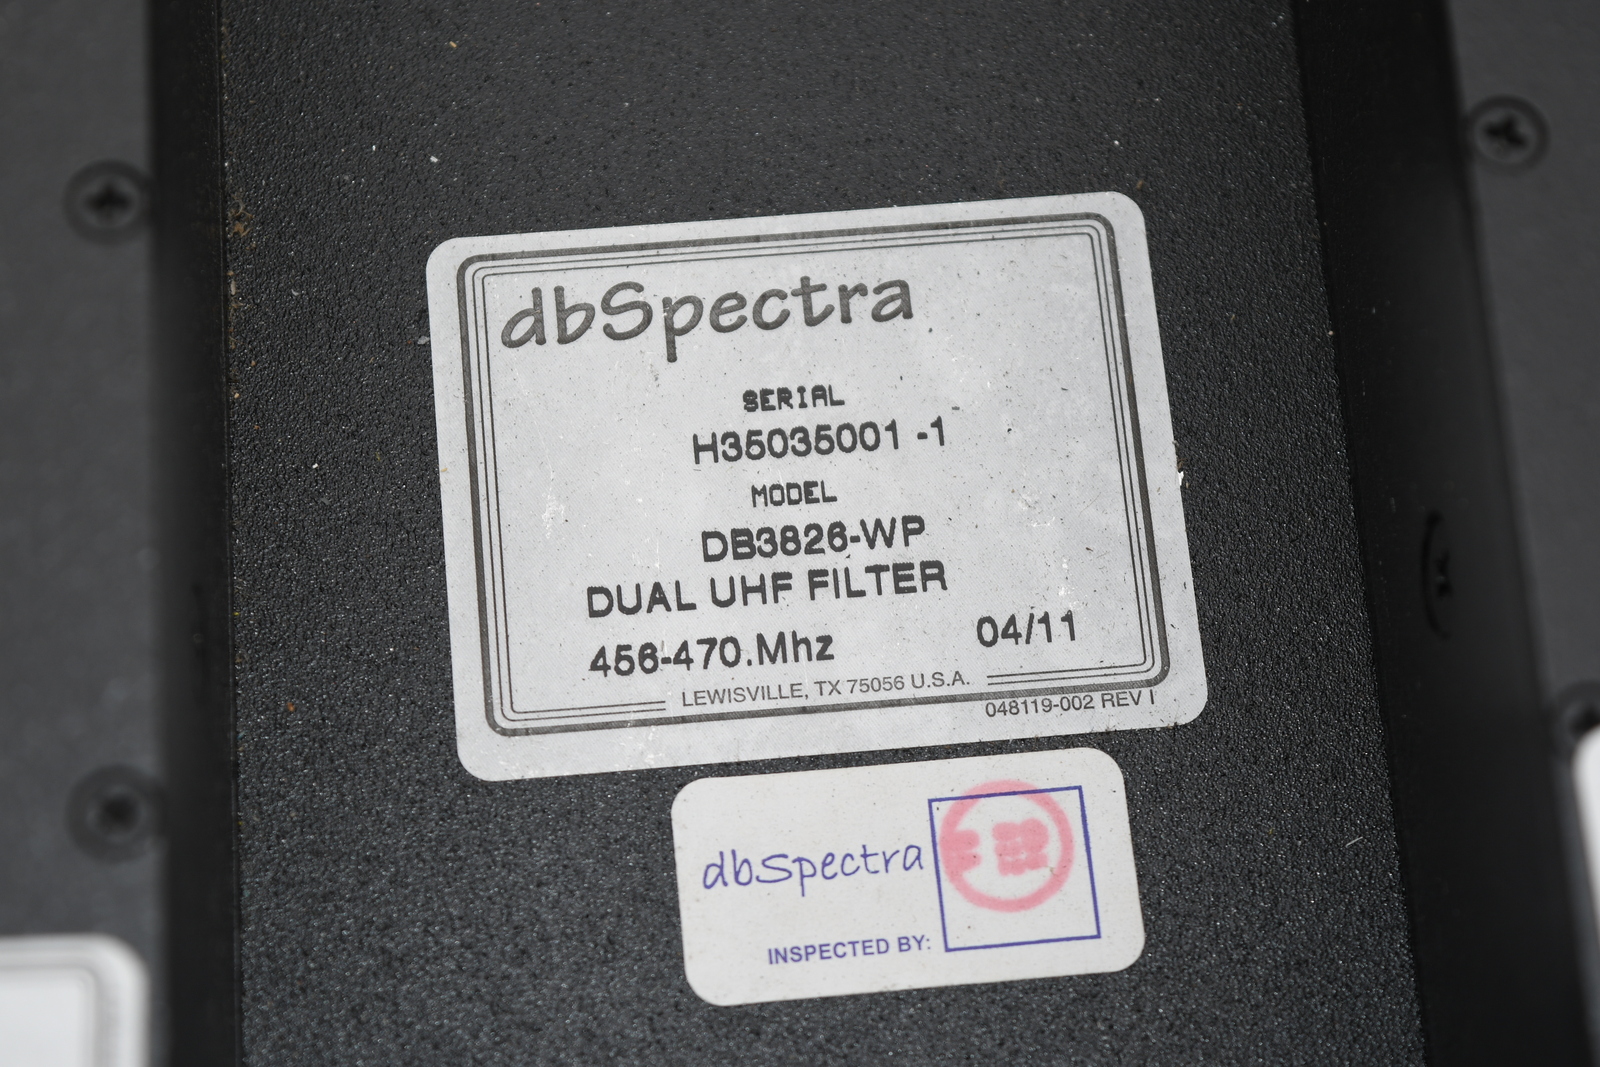 dbSpectra
SERIAL
H35035001 -1
MODEL
DB3826-WP
DUAL UHF FILTER
456-470.Mhz 04/11
LEWISVILLE, TX 75056 U.S.A.
048119-002 REV I
dbSpectra
INSPECTED BY: